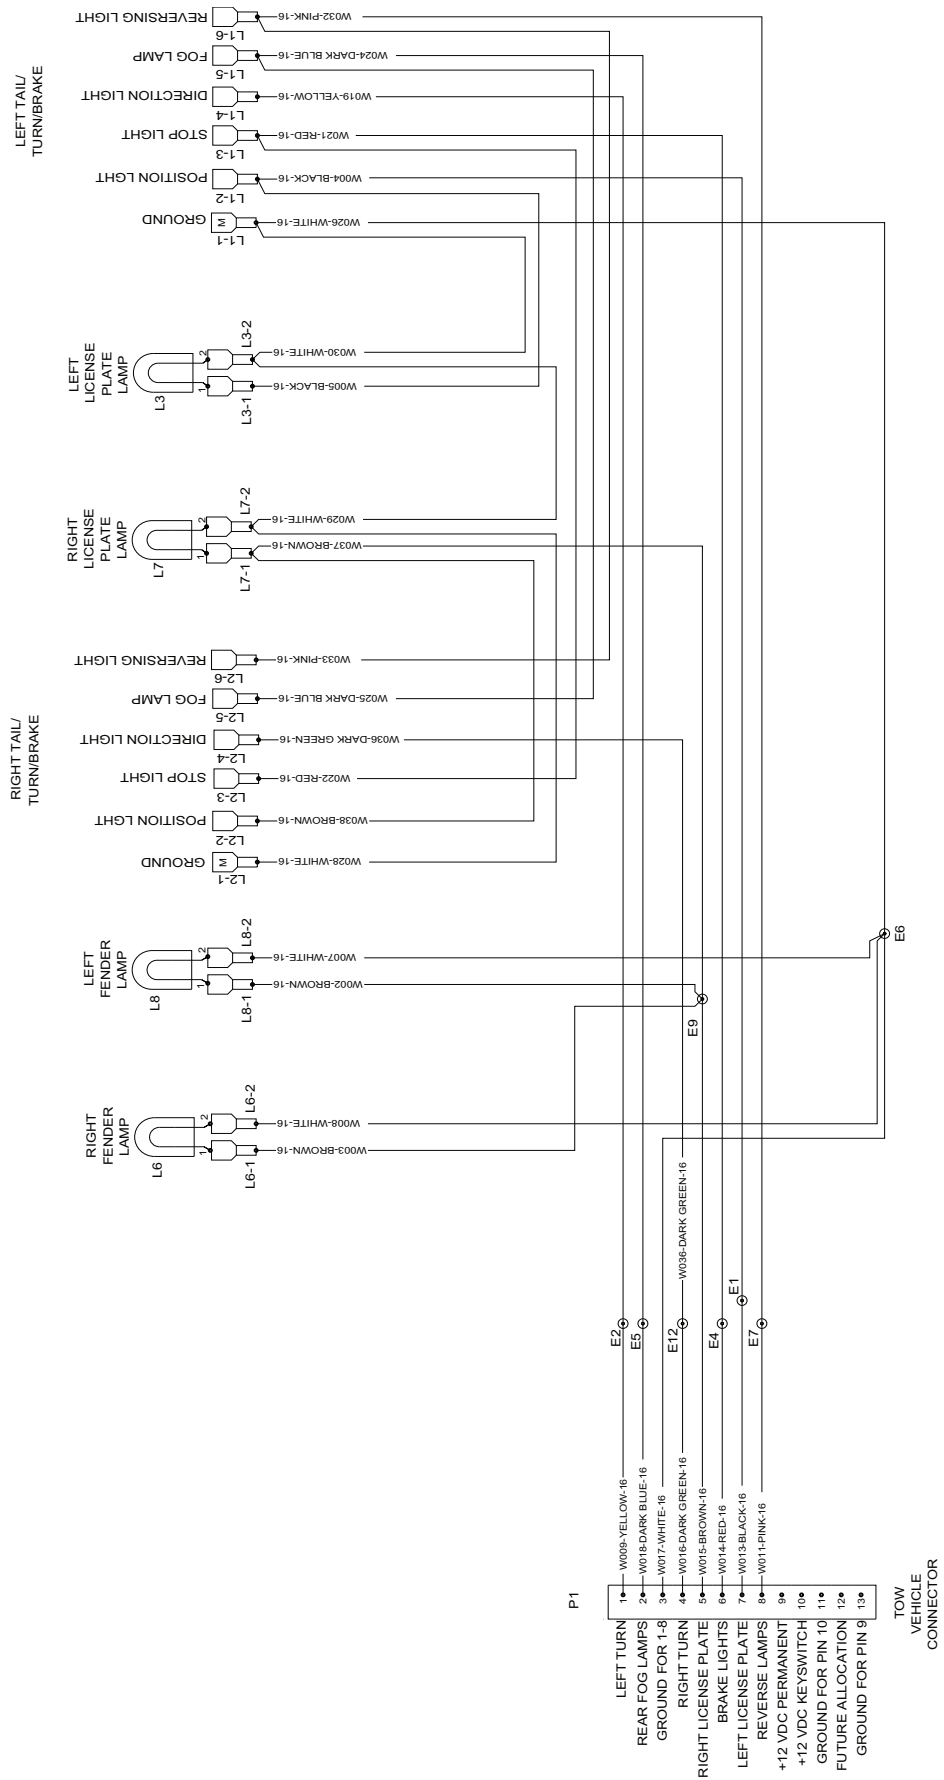 LEFT TAIL/
TURN/BRAKE
REVERSING LIGHT
L1-6
W032-PINK-16
FOG LAMP
L1-5
W024-DARK BLUE-16
DIRECTION LIGHT
L1-4
W019-YELLOW-16
STOP LIGHT
L1-3
W021-RED-16
POSITION LGHT
L1-2
W004-BLACK-16
GROUND
M
L1-1
W026-WHITE-16
LEFT
LICENSE
PLATE
LAMP
L3
2
L3-2
W030-WHITE-16
1
L3-1
W005-BLACK-16
RIGHT
LICENSE
PLATE
LAMP
L7
2
L7-2
W029-WHITE-16
1
L7-1
W037-BROWN-16
RIGHT TAIL/
TURN/BRAKE
REVERSING LIGHT
L2-6
W033-PINK-16
FOG LAMP
L2-5
W025-DARK BLUE-16
DIRECTION LIGHT
L2-4
W036-DARK GREEN-16
STOP LIGHT
L2-3
W022-RED-16
POSITION LGHT
L2-2
W038-BROWN-16
GROUND
M
L2-1
W028-WHITE-16
LEFT
FENDER
LAMP
L8
2
L8-2
W007-WHITE-16
1
L8-1
W002-BROWN-16
E6
E9
RIGHT
FENDER
LAMP
L6
2
L6-2
W008-WHITE-16
1
L6-1
W003-BROWN-16
W036-DARK GREEN-16
E2
E5
E12
E4
E1
E7
W009-YELLOW-16
W018-DARK BLUE-16
W017-WHITE-16
W016-DARK GREEN-16
W015-BROWN-16
W014-RED-16
W013-BLACK-16
W011-PINK-16
P1
1
2
3
4
5
6
7
8
9
10
11
12
13
LEFT TURN
REAR FOG LAMPS
GROUND FOR 1-8
RIGHT TURN
RIGHT LICENSE PLATE
BRAKE LIGHTS
LEFT LICENSE PLATE
REVERSE LAMPS
+12 VDC PERMANENT
+12 VDC KEYSWITCH
GROUND FOR PIN 10
FUTURE ALLOCATION
GROUND FOR PIN 9
TOW
VEHICLE
CONNECTOR